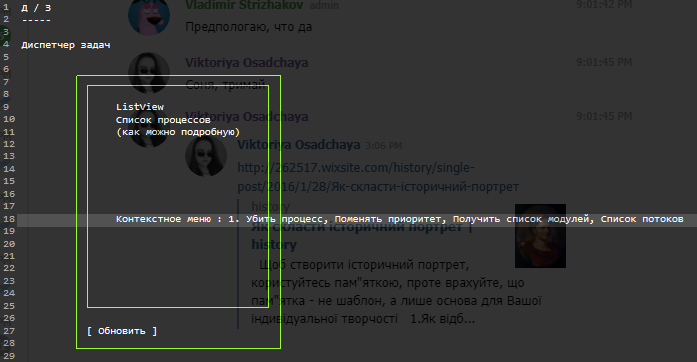 1 Д / З
2 -----
3
4 Диспетчер задач
5
6
7
8
9 ListView
10 Список процессов
11 (как можно подробную)
12
13
14
15
16
17
18 Контекстное меню : 1. Убить процесс, Поменять приоритет, Получить список модулей, Список потоков
19
20
21
22
23
24
25
26
27 [ Обновить ]
28
29
Vladimir Strizhakov admin 9:01:42 PM
Предпологаю, что да
Viktoriya Osadchaya 9:01:45 PM
Соня, тримай
Viktoriya Osadchaya 9:01:45 PM
Viktoriya Osadchaya 3:06 PM
http://262517.wixsite.com/history/single-
post/2016/1/28/Як-скласти-історичний-портрет
history
Як скласти історичний портрет |
history
Щоб створити історичний портрет,
користуйтесь пам"яткою, проте врахуйте, що
пам"ятка - не шаблон, а лише основа для Вашої
індивідуальної творчості 1.Як відб...